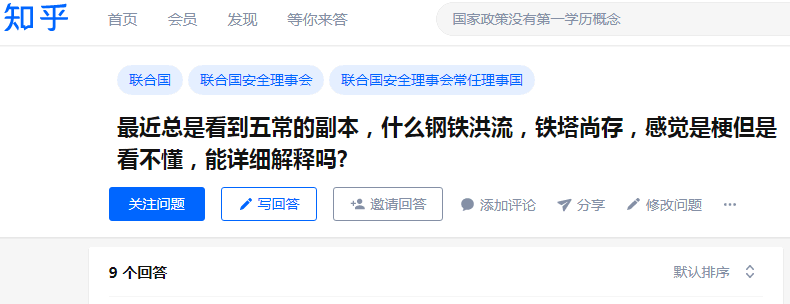 知乎 首页 会员 发现 等你来答 国家政策没有第一学历概念
联合国 联合国安全理事会 联合国安全理事会常任理事国
最近总是看到五常的副本，什么钢铁洪流，铁塔尚存，感觉是梗但是
看不懂，能详细解释吗?
关注问题 写回答 邀请回答 添加评论 分享 修改问题 ···
9 个回答 默认排序